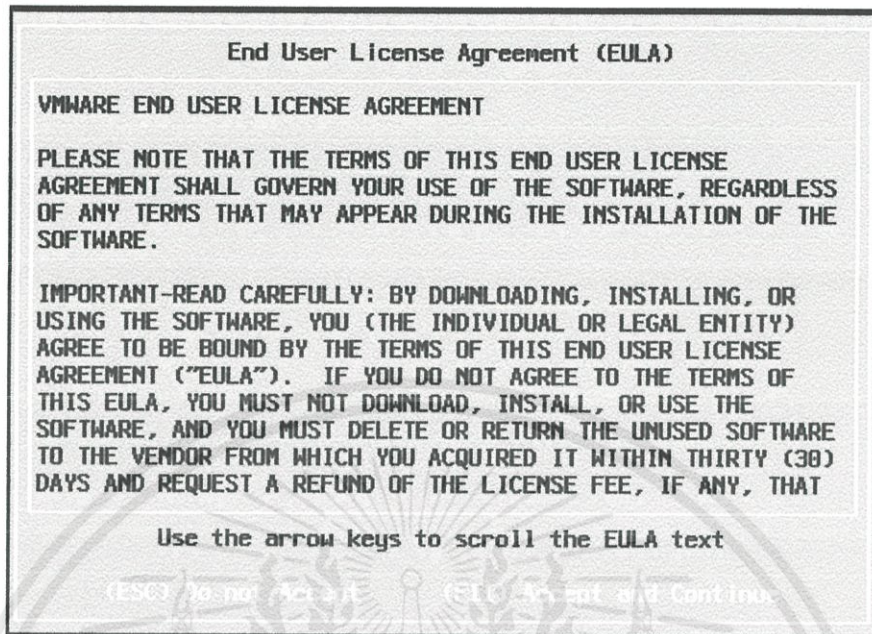 End User License Agreement (EULA)
VMWARE END USER LICENSE AGREEMENT
PLEASE NOTE THAT THE TERMS OF THIS END USER LICENSE
AGREEMENT SHALL GOVERN YOUR USE OF THE SOFTWARE, REGARDLESS
OF ANY TERMS THAT MAY APPEAR DURING THE INSTALLATION OF THE
SOFTWARE.
IMPORTANT-READ CAREFULLY: BY DOWNLOADING, INSTALLING, OR
USING THE SOFTWARE, YOU (THE INDIVIDUAL OR LEGAL ENTITY)
AGREE TO BE BOUND BY THE TERMS OF THIS END USER LICENSE
AGREEMENT ("EULA").  IF YOU DO NOT AGREE TO THE TERMS OF
THIS EULA, YOU MUST NOT DOWNLOAD, INSTALL, OR USE THE
SOFTWARE, AND YOU MUST DELETE OR RETURN THE UNUSED SOFTWARE
TO THE VENDOR FROM WHICH YOU ACQUIRED IT WITHIN THIRTY (30)
DAYS AND REQUEST A REFUND OF THE LICENSE FEE, IF ANY, THAT
Use the arrow keys to scroll the EULA text
(ESC) Do not Accept (F11) Accept and Continue